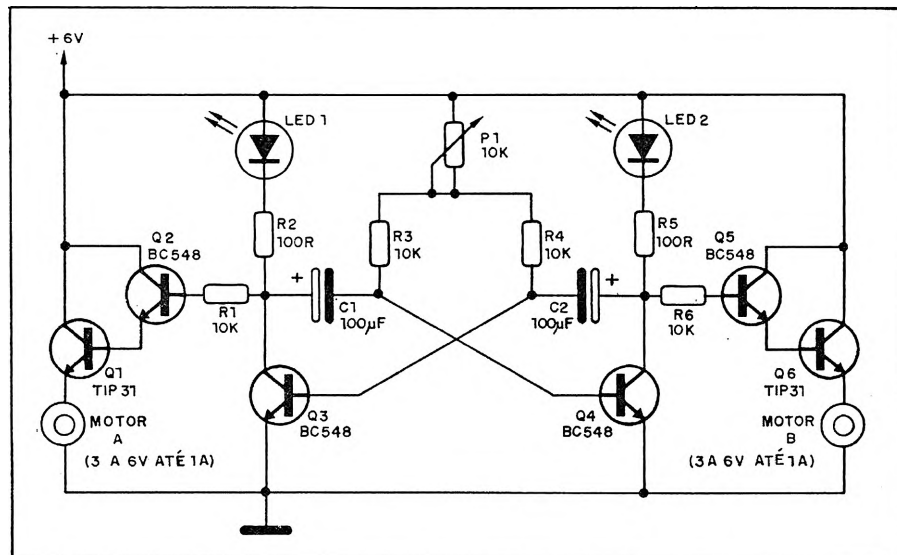 +6V
LED 1
P1
10K
LED 2
R2
100R
R3
10K
R4
10K
R5
100R
Q2
BC548
Q5
BC548
+
+
R1
10K
C1
100µF
C2
100µF
R6
10K
Q1
TIP31
Q3
BC548
Q4
BC548
Q6
TIP31
MOTOR
A
(3 A 6V ATÉ 1A)
MOTOR
B
(3A 6V ATÉ 1A)